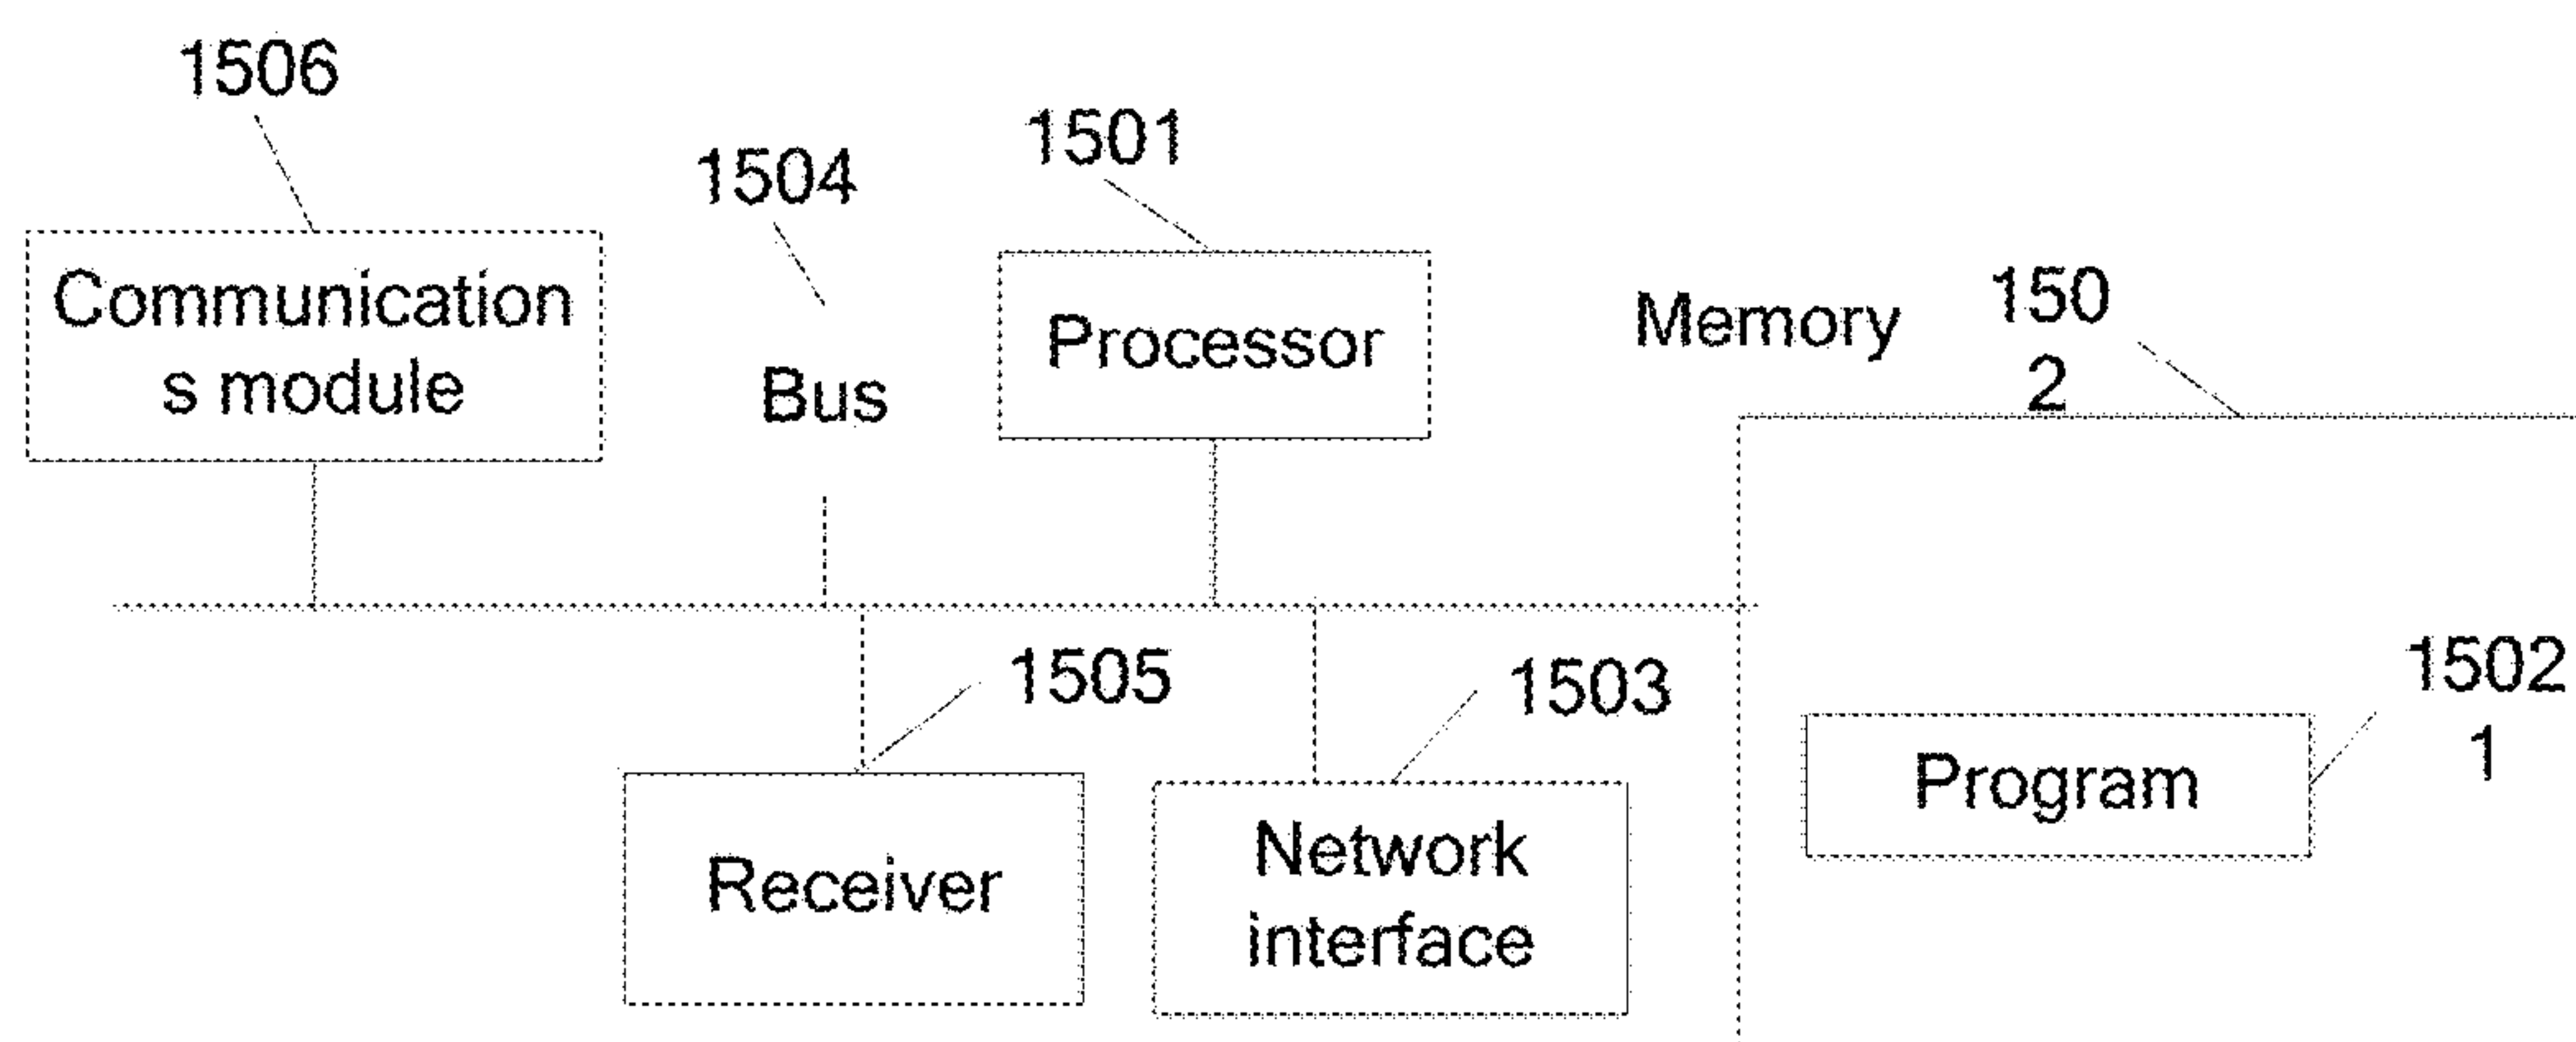 1506
Communication
s module
1504
Bus
1501
Processor
Memory
150
2
1505
Receiver
1503
Network
interface
1502
1
Program